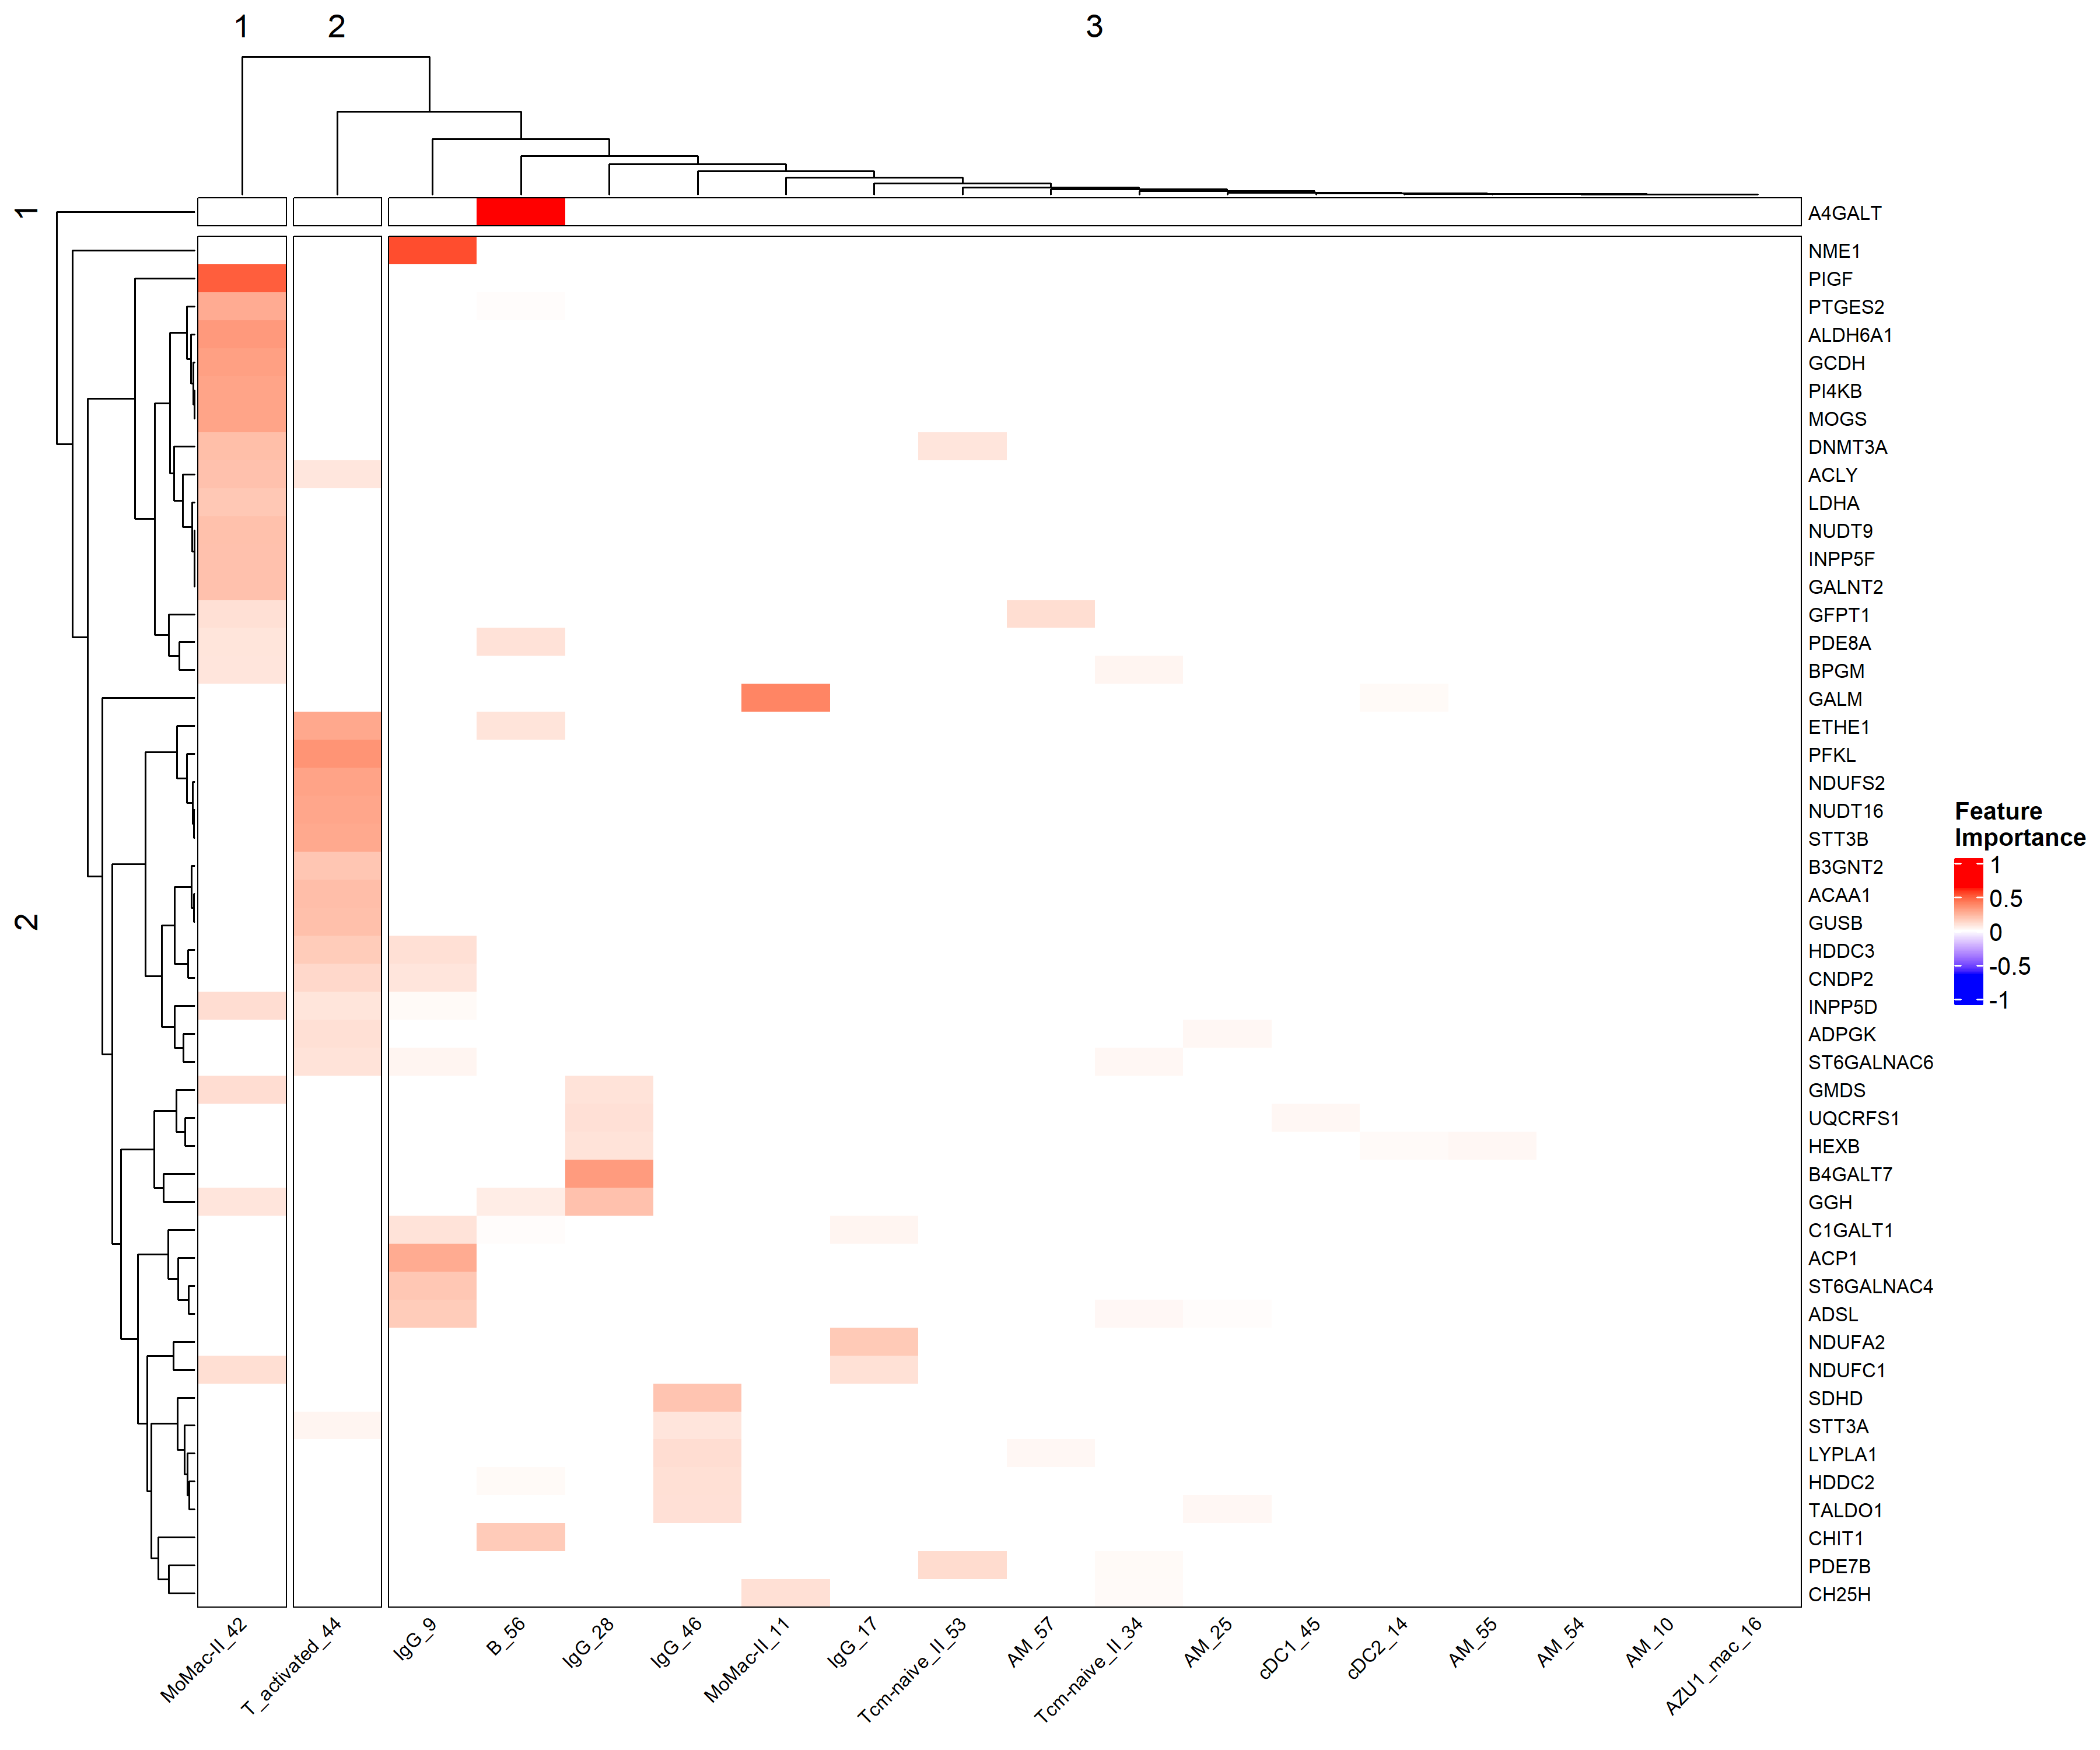 1
2
3
1
A4GALT
NME1
PIGF
PTGES2
ALDH6A1
GCDH
PI4KB
MOGS
DNMT3A
ACLY
LDHA
NUDT9
INPP5F
GALNT2
GFPT1
PDE8A
BPGM
GALM
ETHE1
PFKL
NDUFS2
NUDT16
STT3B
B3GNT2
ACAA1
GUSB
HDDC3
CNDP2
INPP5D
ADPGK
ST6GALNAC6
GMDS
UQCRFS1
HEXB
B4GALT7
GGH
C1GALT1
ACP1
ST6GALNAC4
ADSL
NDUFA2
NDUFC1
SDHD
STT3A
LYPLA1
HDDC2
TALDO1
CHIT1
PDE7B
CH25H
2
Feature
Importance
1
0.5
0
-0.5
-1
MoMac-II_42
T_activated_44
IgG_9
B_56
IgG_28
IgG_46
MoMac-II_11
IgG_17
Tcm-naive_II_53
AM_57
Tcm-naive_II_34
AM_25
cDC1_45
cDC2_14
AM_55
AM_54
AM_10
AZU1_mac_16